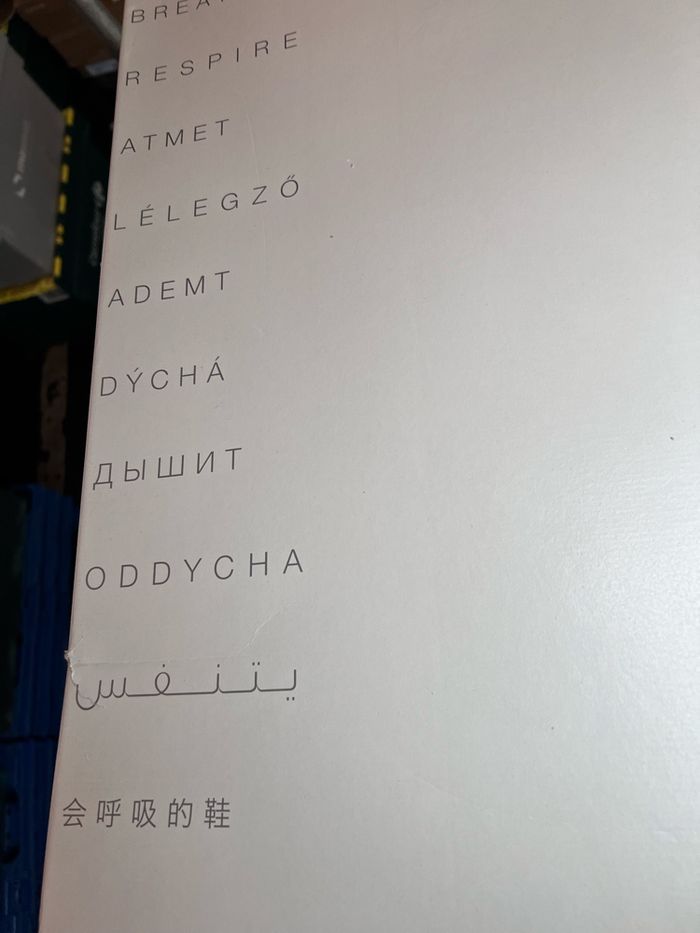 RESPIRE
ATMET
LÉLEGZŐ
ADEMT
DÝCHÁ
ДЫШИТ
ODDYCHA
يتنفس
会呼吸的鞋